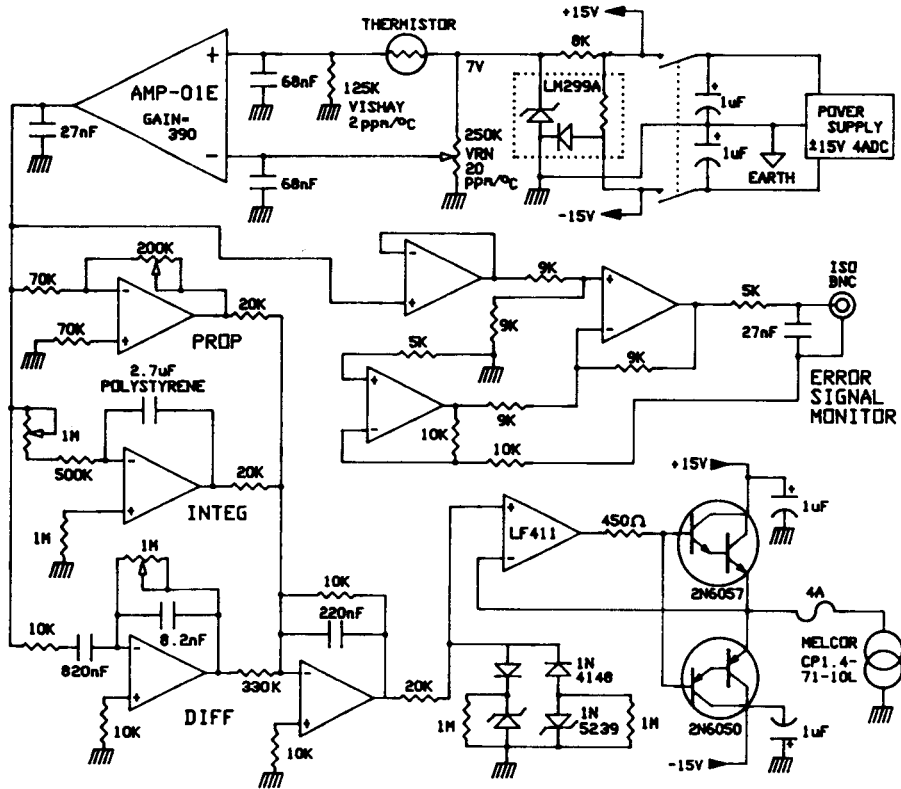 THERMISTOR
+15V
8K
7V
LM299A
AMP-01E
GAIN=
390
+
-
68nF
125K
VISHAY
2ppm/°C
250K
VRN
20
ppm/°C
68nF
27nF
+
1uF
+
1uF
EARTH
POWER
SUPPLY
±15V 4ADC
-15V
200K
70K
-
+
20K
70K
PROP
2.7uF
POLYSTYRENE
1M
500K
-
+
20K
INTEG
1M
1M
8.2nF
10K
820nF
-
+
330K
DIFF
10K
10K
220nF
-
+
20K
10K
-
+
9K
9K
+
-
5K
ISO
BNC
27nF
5K
9K
+
-
9K
10K
10K
ERROR
SIGNAL
MONITOR
+15V
+
1uF
+
-
LF411
450Ω
2N6057
4A
MELCOR
CP1.4-
71-10L
1N
4148
1N
5239
1M
1M
2N6050
1uF
+
-15V